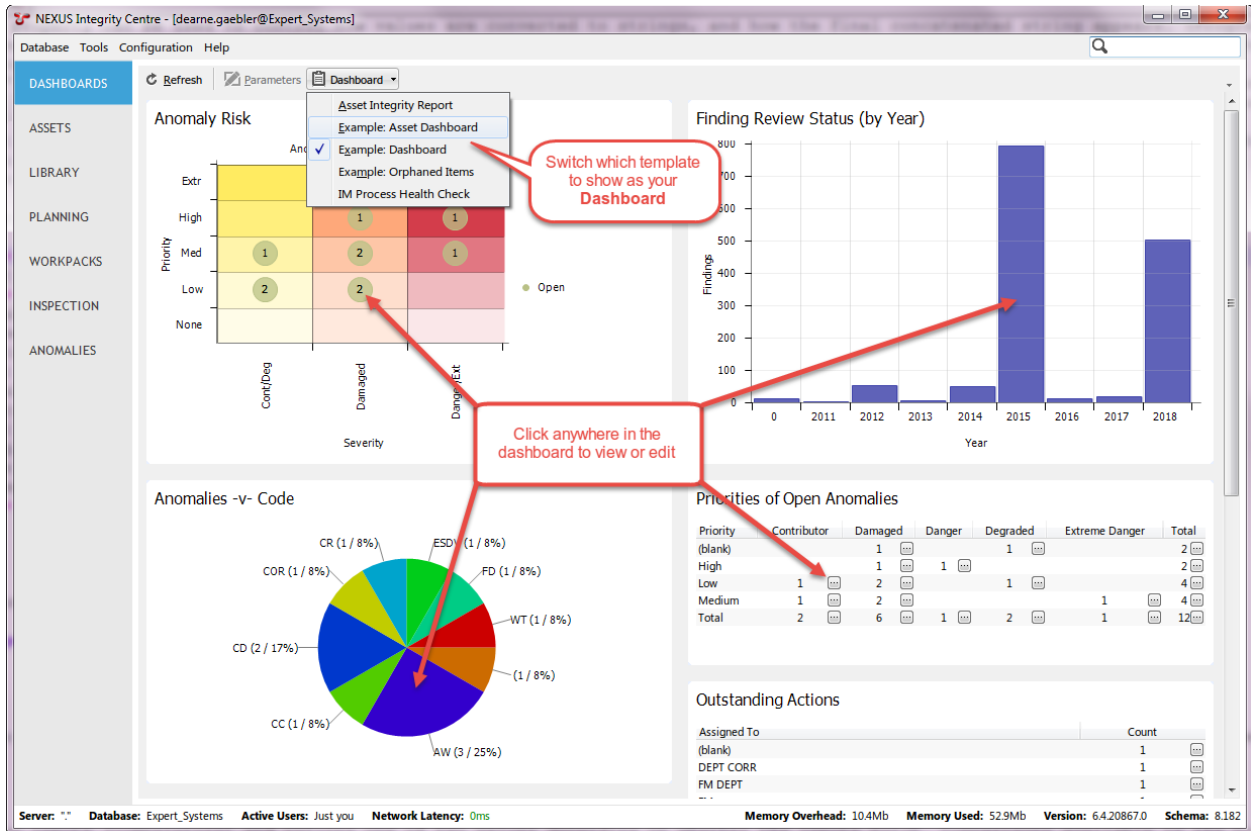 NEXUS Integrity Centre - [dearne.gaebler@Expert_Systems]
Database Tools Configuration Help
DASHBOARDS
ASSETS
LIBRARY
PLANNING
WORKPACKS
INSPECTION
ANOMALIES
Refresh Parameters Dashboard
Asset Integrity Report
Example: Asset Dashboard
Example: Dashboard
Example: Orphaned Items
IM Process Health Check
Switch which template
to show as your
Dashboard
Anomaly Risk
Extr
High 1 1
Med 1 2 1
Low 2 2
None
Priority
Open
Cont/Deg
Damaged
Severity
Finding Review Status (by Year)
800
700
600
500
400
300
200
100
0
Findings
0 2011 2012 2013 2014 2015 2016 2017 2018
Year
Click anywhere in the
dashboard to view or edit
Anomalies -v- Code
CR (1 / 8%)
ESDV (1 / 8%)
COR (1 / 8%)
FD (1 / 8%)
WT (1 / 8%)
CD (2 / 17%)
(1 / 8%)
CC (1 / 8%)
AW (3 / 25%)
Priorities of Open Anomalies
Priority Contributor Damaged Danger Degraded Extreme Danger Total
(blank) 1 1 2
High 1 1 2
Low 1 2 1 4
Medium 1 2 1 4
Total 2 6 1 2 1 12
Outstanding Actions
Assigned To Count
(blank) 1
DEPT CORR 1
FM DEPT 1
Server: "." Database: Expert_Systems Active Users: Just you Network Latency: 0ms Memory Overhead: 10.4Mb Memory Used: 52.9Mb Version: 6.4.20867.0 Schema: 8.182